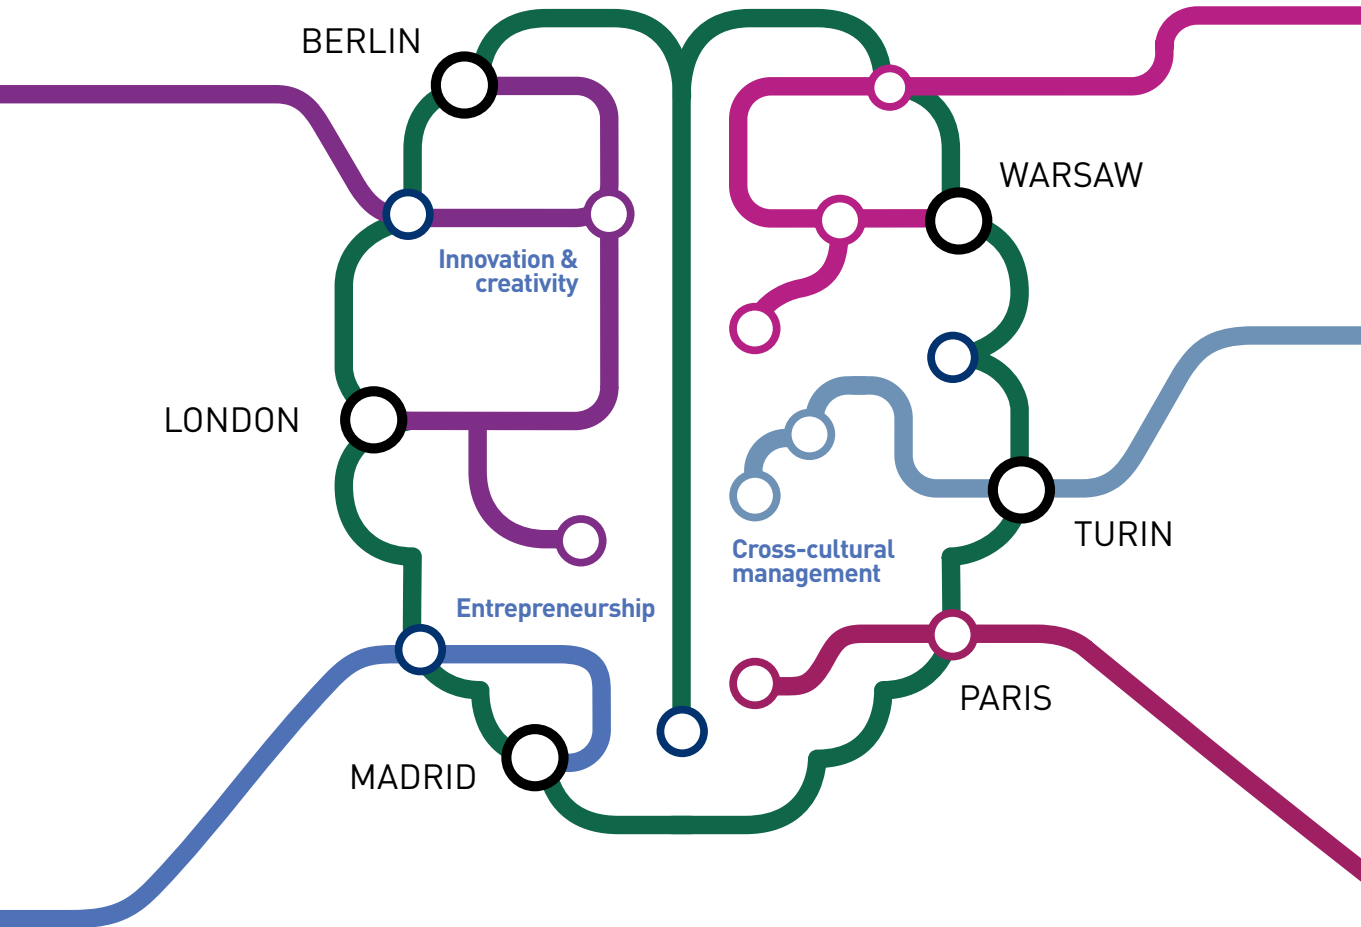 BERLIN
WARSAW
Innovation &
creativity
LONDON
TURIN
Cross-cultural
management
Entrepreneurship
PARIS
MADRID